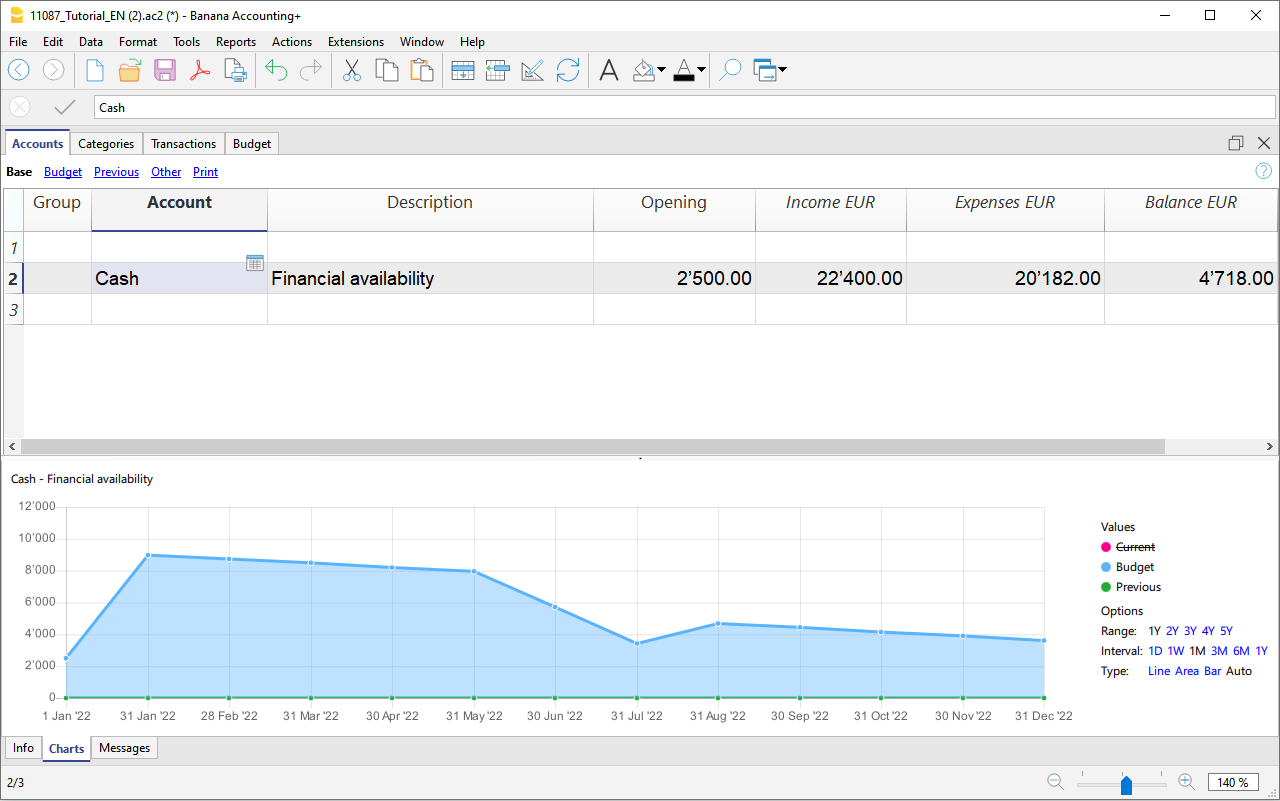 11087_Tutorial_EN (2).ac2 (*) - Banana Accounting+
File Edit Data Format Tools Reports Actions Extensions Window Help
Cash
Accounts Categories Transactions Budget
Base Budget Previous Other Print
Group Account Description Opening Income EUR Expenses EUR Balance EUR
1
2 Cash Financial availability 2’500.00 22’400.00 20’182.00 4’718.00
3
Cash - Financial availability
12’000
10’000
8’000
6’000
4’000
2’000
0
1 Jan '22 31 Jan '22 28 Feb '22 31 Mar '22 30 Apr '22 31 May '22 30 Jun '22 31 Jul '22 31 Aug '22 30 Sep '22 31 Oct '22 30 Nov '22 31 Dec '22
Values
Current
Budget
Previous
Options
Range: 1Y 2Y 3Y 4Y 5Y
Interval: 1D 1W 1M 3M 6M 1Y
Type: Line Area Bar Auto
Info Charts Messages
2/3 140 %